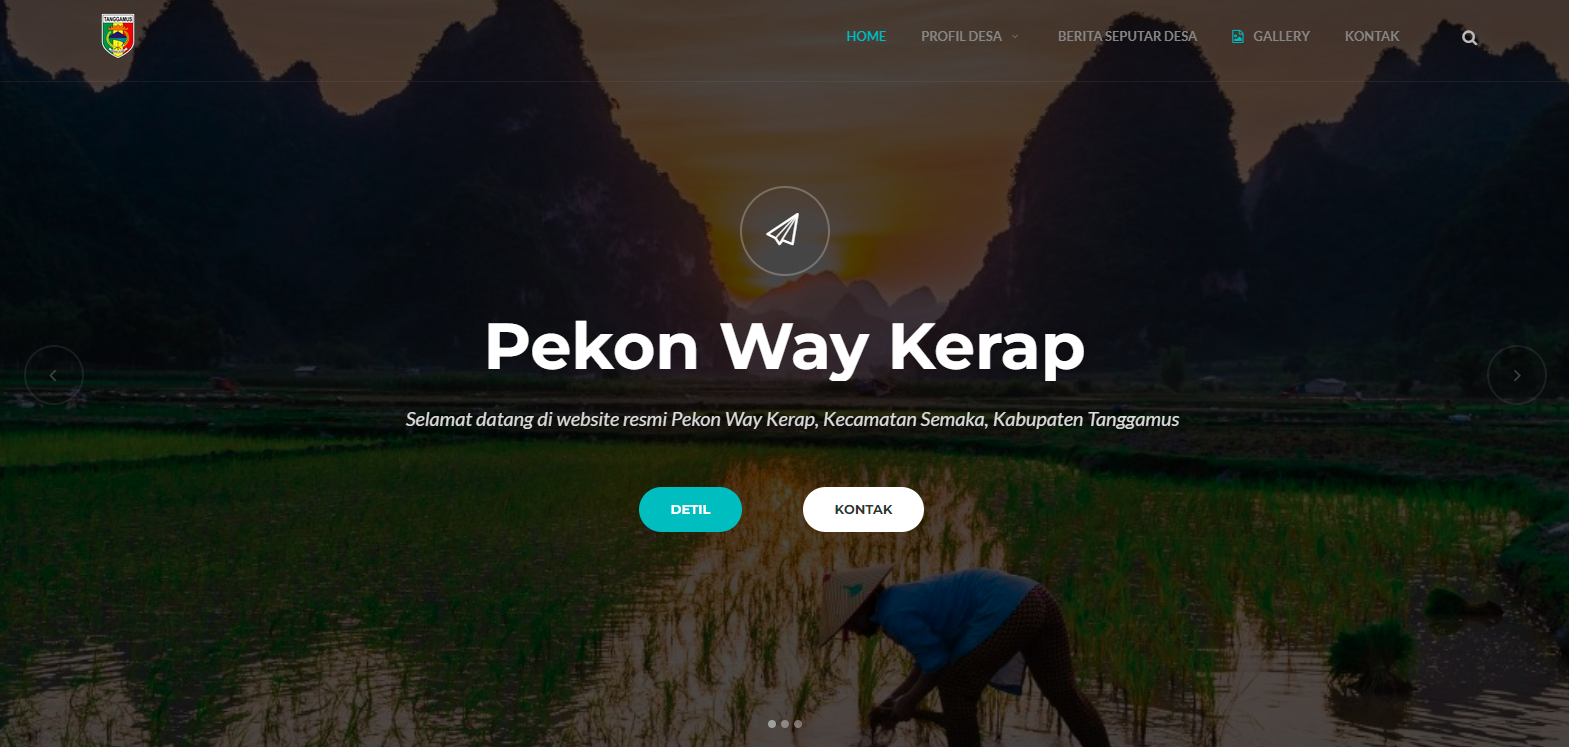 TANGGAMUS
HOME
PROFIL DESA
BERITA SEPUTAR DESA
GALLERY
KONTAK
Pekon Way Kerap
Selamat datang di website resmi Pekon Way Kerap, Kecamatan Semaka, Kabupaten Tanggamus
DETIL
KONTAK